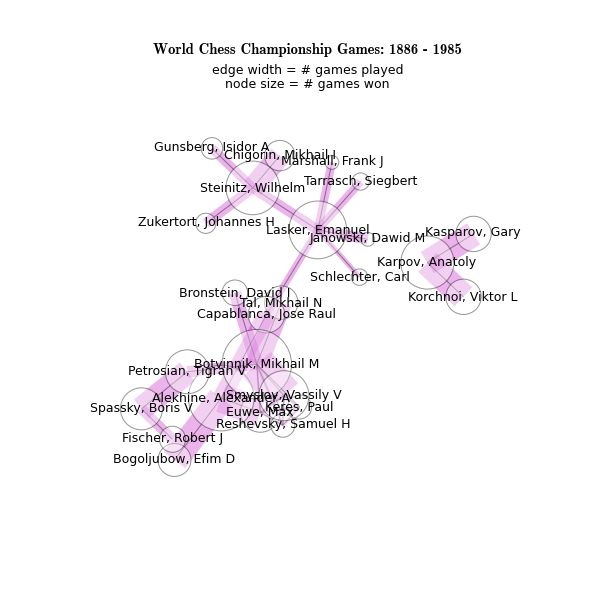 World Chess Championship Games: 1886 - 1985
edge width = # games played
node size = # games won
Gunsberg, Isidor A
Chigorin, Mikhail I
Marshall, Frank J
Tarrasch, Siegbert
Steinitz, Wilhelm
Zukertort, Johannes H
Lasker, Emanuel
Janowski, Dawid M
Kasparov, Gary
Karpov, Anatoly
Schlechter, Carl
Korchnoi, Viktor L
Bronstein, David I
Tal, Mikhail N
Capablanca, Jose Raul
Botvinnik, Mikhail M
Petrosian, Tigran V
Alekhine, Alexander A
Smyslov, Vassily V
Spassky, Boris V
Keres, Paul
Euwe, Max
Reshevsky, Samuel H
Fischer, Robert J
Bogoljubow, Efim D